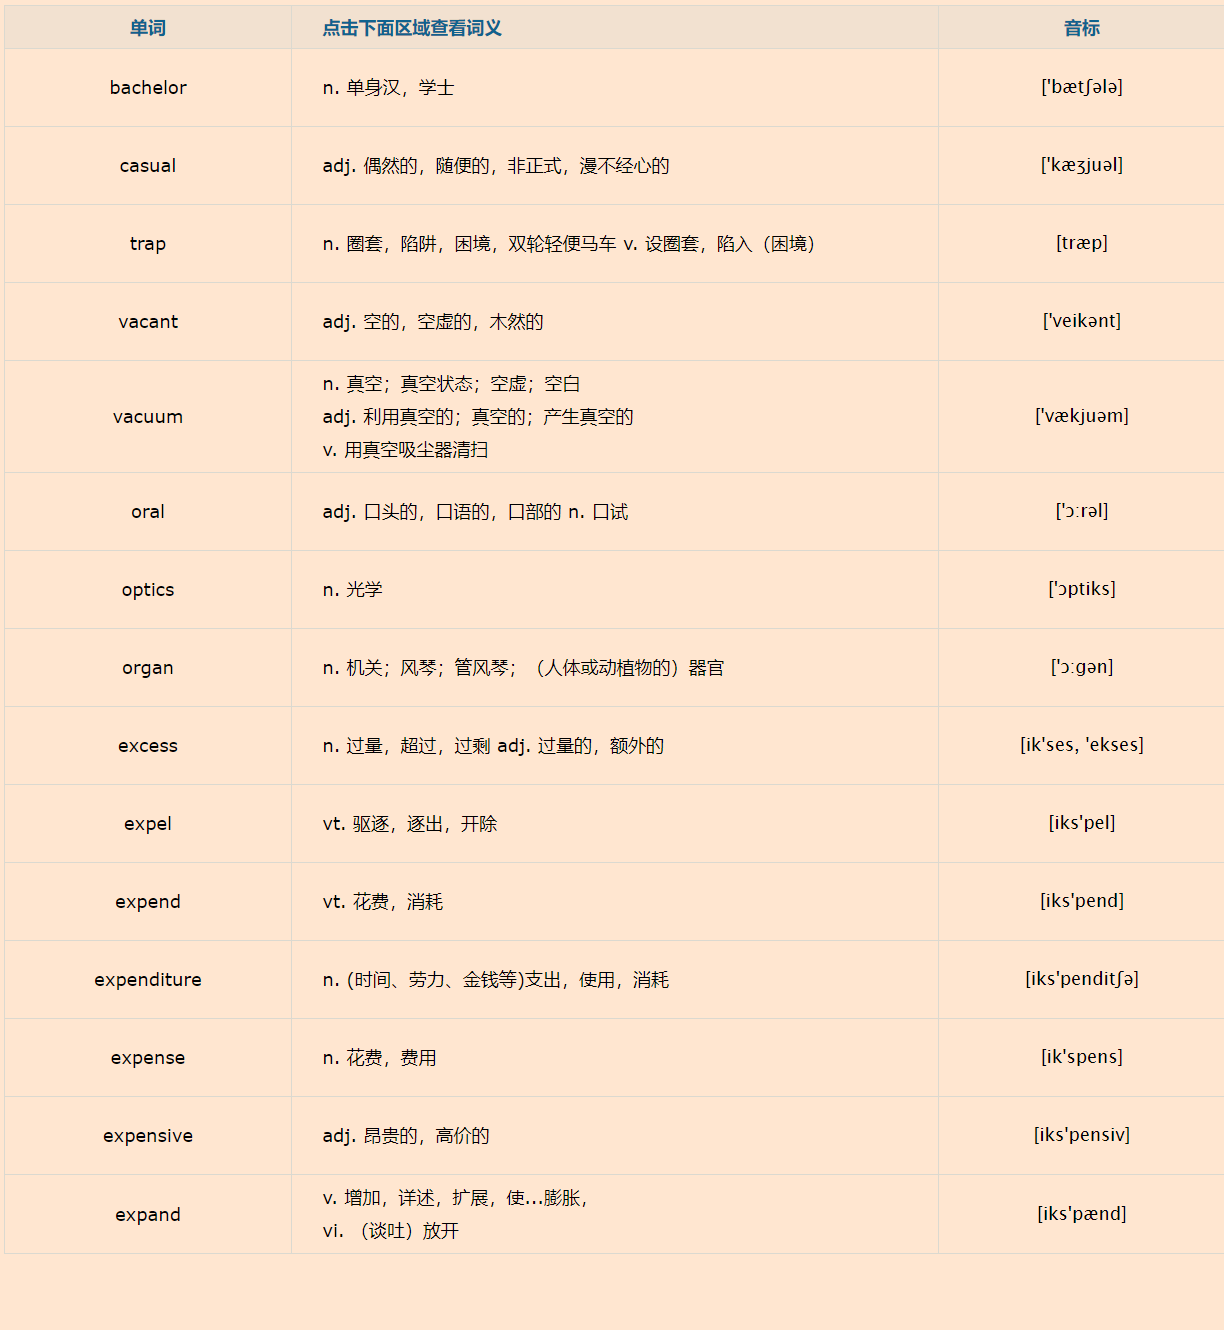 单词 点击下面区域查看词义 音标
bachelor n. 单身汉，学士 ['bætʃələ]
casual adj. 偶然的，随便的，非正式，漫不经心的 ['kæʒjuəl]
trap n. 圈套，陷阱，困境，双轮轻便马车 v. 设圈套，陷入（困境） [træp]
vacant adj. 空的，空虚的，木然的 ['veikənt]
n. 真空；真空状态；空虚；空白
vacuum adj. 利用真空的；真空的；产生真空的 ['vækjuəm]
v. 用真空吸尘器清扫
oral adj. 口头的，口语的，口部的 n. 口试 ['ɔ:rəl]
optics n. 光学 ['ɔptiks]
organ n. 机关；风琴；管风琴；（人体或动植物的）器官 ['ɔ:gən]
excess n. 过量，超过，过剩 adj. 过量的，额外的 [ik'ses, 'ekses]
expel vt. 驱逐，逐出，开除 [iks'pel]
expend vt. 花费，消耗 [iks'pend]
expenditure n. (时间、劳力、金钱等)支出，使用，消耗 [iks'penditʃə]
expense n. 花费，费用 [ik'spens]
expensive adj. 昂贵的，高价的 [iks'pensiv]
v. 增加，详述，扩展，使…膨胀，
expand [iks'pænd]
vi. （谈吐）放开